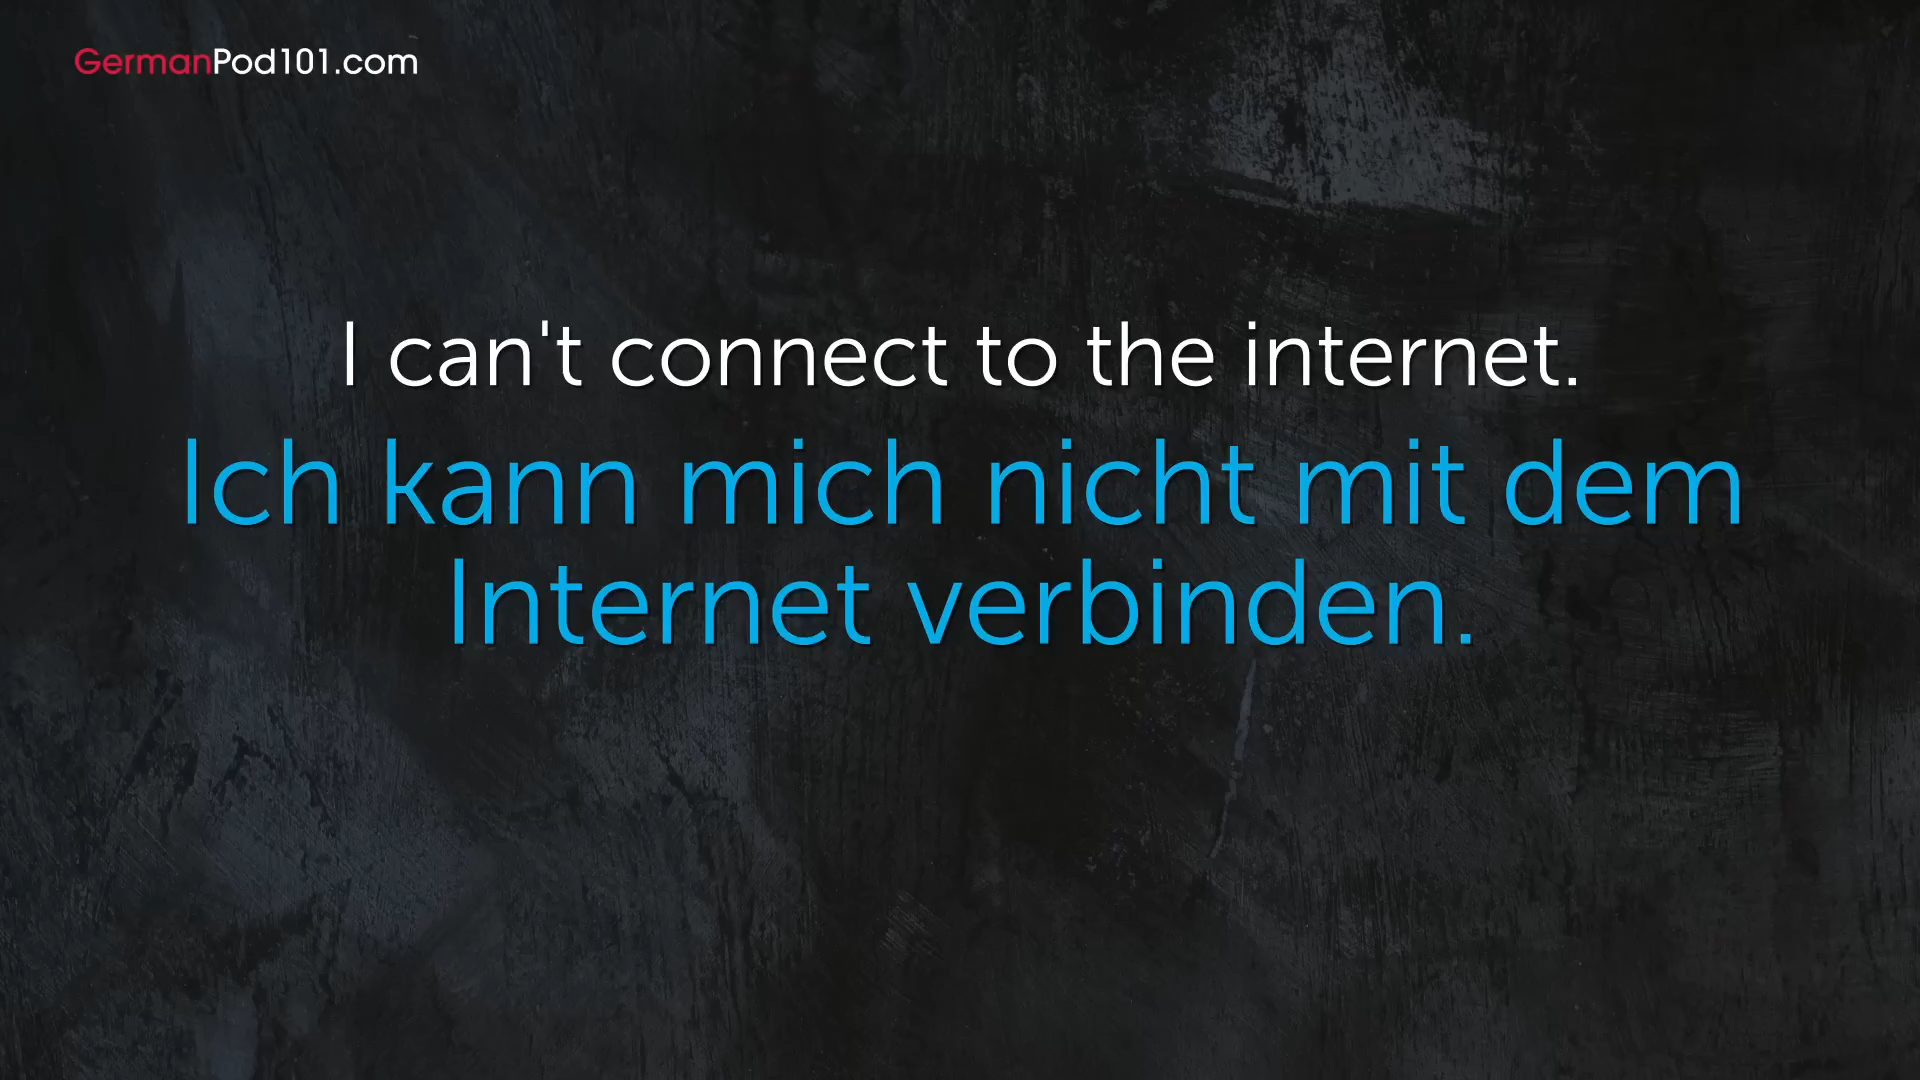 GermanPod101.com
I can't connect to the internet.
Ich kann mich nicht mit dem
Internet verbinden.